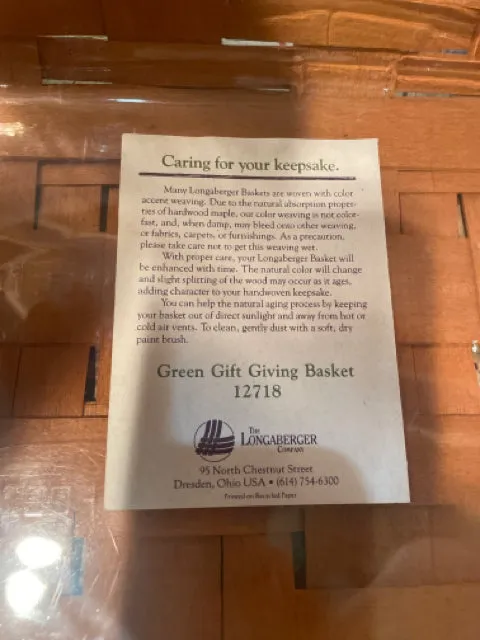 Caring for your keepsake.
Many Longaberger Baskets are woven with color
accent weaving. Due to the natural absorption proper-
ties of hardwood maple, our color weaving is not color-
fast, and, when damp, may bleed onto other weaving,
or fabrics, carpets, or furnishings. As a precaution,
please take care not to get this weaving wet.
With proper care, your Longaberger Basket will
be enhanced with time. The natural color will change
and slight splitting of the wood may occur as it ages,
adding character to your handwoven keepsake.
You can help the natural aging process by keeping
your basket out of direct sunlight and away from hot or
cold air vents. To clean, gently dust with a soft, dry
paint brush.
Green Gift Giving Basket
12718
THE
LONGABERGER
COMPANY
95 North Chestnut Street
Dresden, Ohio USA • (614) 754-6300
Printed on Recycled Paper